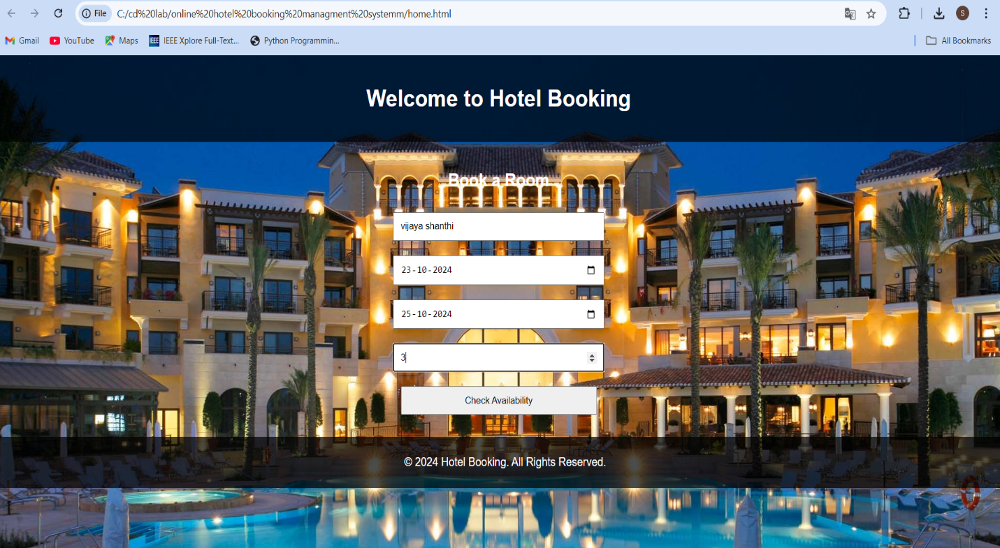 File C:/cd%20lab/online%20hotel%20booking%20managment%20systemm/home.html S
Gmail YouTube Maps IEEE IEEE Xplore Full-Text... Python Programmin... All Bookmarks
Welcome to Hotel Booking
Book a Room
vijaya shanthi
23-10-2024
25-10-2024
3
Check Availability
© 2024 Hotel Booking. All Rights Reserved.